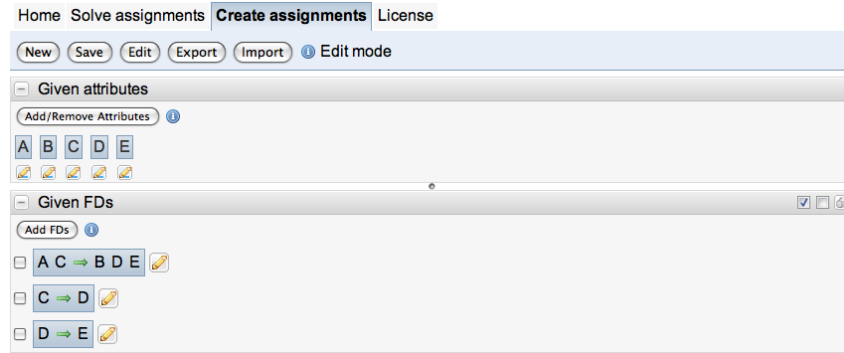 Home Solve assignments Create assignments License
New Save Edit Export Import Edit mode
Given attributes
Add/Remove Attributes
A B C D E
Given FDs
Add FDs
A C ⇒ B D E
C ⇒ D
D ⇒ E